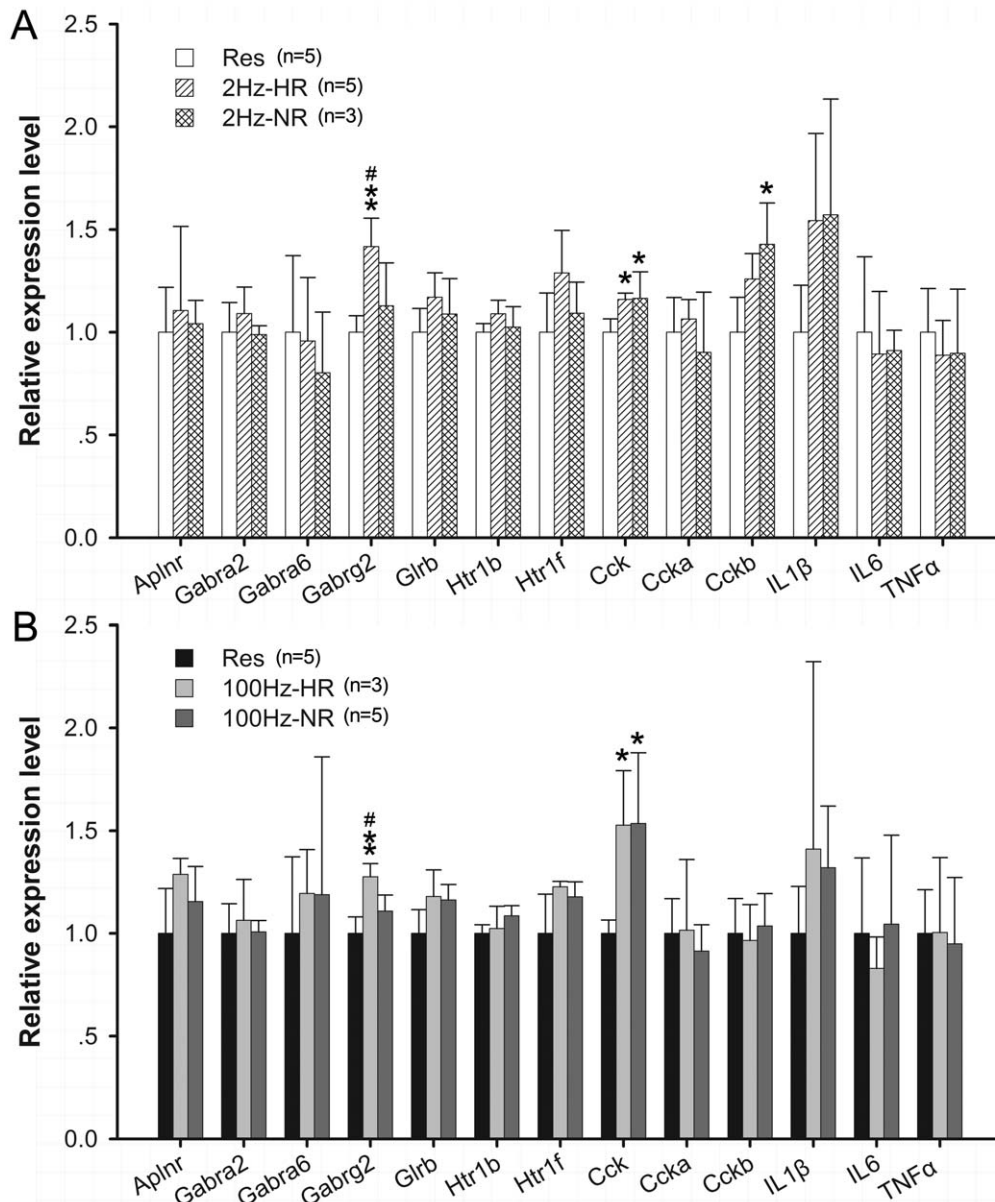 A
2.5
Res (n=5)
2Hz-HR (n=5)
2Hz-NR (n=3)
2.0
Relative expression level
#
**
*
*
*
1.5
1.0
.5
0.0
Aplnr Gabra2 Gabra6 Gabrg2 Glrb Htr1b Htr1f Cck Ccka Cckb IL1β IL6 TNFα
B
2.5
Res (n=5)
100Hz-HR (n=3)
100Hz-NR (n=5)
2.0
Relative expression level
#
**
*
*
1.5
1.0
.5
0.0
Aplnr Gabra2 Gabra6 Gabrg2 Glrb Htr1b Htr1f Cck Ccka Cckb IL1β IL6 TNFα